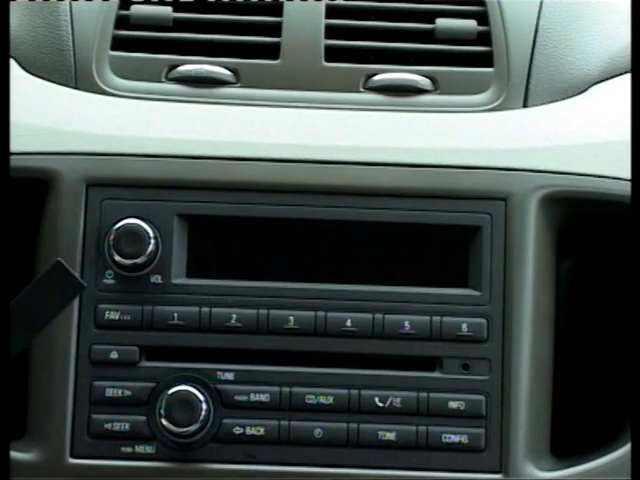 VOL
FAV 1 2 3 4 5 6
TUNE
SEEK BAND CD/AUX INFO
SEEK BACK TONE CONFIG
MENU